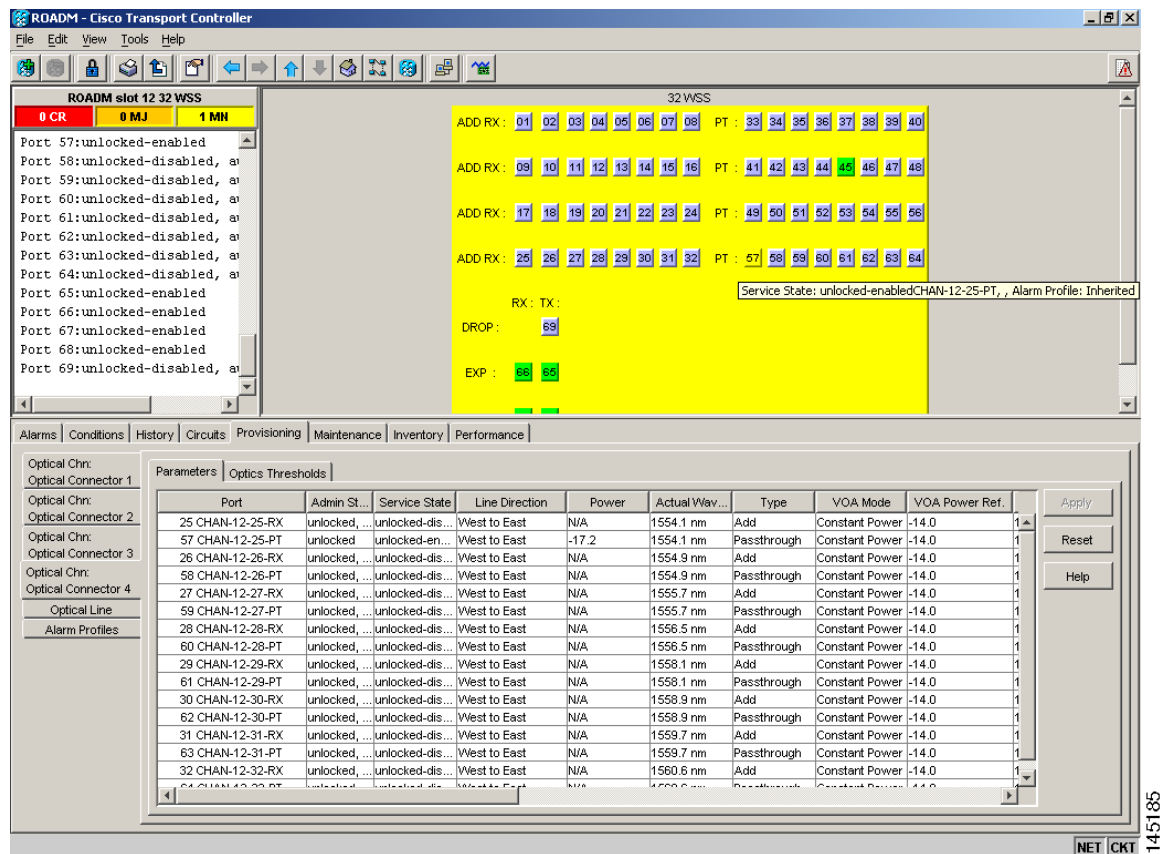 ROADM - Cisco Transport Controller
File Edit View Tools Help
ROADM slot 12 32 WSS
0 CR 0 MJ 1 MN
Port 57:unlocked-enabled
Port 58:unlocked-disabled, au
Port 59:unlocked-disabled, au
Port 60:unlocked-disabled, au
Port 61:unlocked-disabled, au
Port 62:unlocked-disabled, au
Port 63:unlocked-disabled, au
Port 64:unlocked-disabled, au
Port 65:unlocked-enabled
Port 66:unlocked-enabled
Port 67:unlocked-enabled
Port 68:unlocked-enabled
Port 69:unlocked-disabled, au
32 WSS
ADD RX : 01 02 03 04 05 06 07 08 PT : 33 34 35 36 37 38 39 40
ADD RX : 09 10 11 12 13 14 15 16 PT : 41 42 43 44 45 46 47 48
ADD RX : 17 18 19 20 21 22 23 24 PT : 49 50 51 52 53 54 55 56
ADD RX : 25 26 27 28 29 30 31 32 PT : 57 58 59 60 61 62 63 64
Service State: unlocked-enabledCHAN-12-25-PT, , Alarm Profile: Inherited
RX : TX :
DROP : 69
EXP : 66 65
Alarms Conditions History Circuits Provisioning Maintenance Inventory Performance
Optical Chn:
Optical Connector 1
Optical Chn:
Optical Connector 2
Optical Chn:
Optical Connector 3
Optical Chn:
Optical Connector 4
Optical Line
Alarm Profiles
Parameters Optics Thresholds
Port Admin St... Service State Line Direction Power Actual Wav... Type VOA Mode VOA Power Ref.
25 CHAN-12-25-RX unlocked, ... unlocked-dis... West to East N/A 1554.1 nm Add Constant Power -14.0 1
57 CHAN-12-25-PT unlocked unlocked-en... West to East -17.2 1554.1 nm Passthrough Constant Power -14.0 1
26 CHAN-12-26-RX unlocked, ... unlocked-dis... West to East N/A 1554.9 nm Add Constant Power -14.0 1
58 CHAN-12-26-PT unlocked, ... unlocked-dis... West to East N/A 1554.9 nm Passthrough Constant Power -14.0 1
27 CHAN-12-27-RX unlocked, ... unlocked-dis... West to East N/A 1555.7 nm Add Constant Power -14.0 1
59 CHAN-12-27-PT unlocked, ... unlocked-dis... West to East N/A 1555.7 nm Passthrough Constant Power -14.0 1
28 CHAN-12-28-RX unlocked, ... unlocked-dis... West to East N/A 1556.5 nm Add Constant Power -14.0 1
60 CHAN-12-28-PT unlocked, ... unlocked-dis... West to East N/A 1556.5 nm Passthrough Constant Power -14.0 1
29 CHAN-12-29-RX unlocked, ... unlocked-dis... West to East N/A 1558.1 nm Add Constant Power -14.0 1
61 CHAN-12-29-PT unlocked, ... unlocked-dis... West to East N/A 1558.1 nm Passthrough Constant Power -14.0 1
30 CHAN-12-30-RX unlocked, ... unlocked-dis... West to East N/A 1558.9 nm Add Constant Power -14.0 1
62 CHAN-12-30-PT unlocked, ... unlocked-dis... West to East N/A 1558.9 nm Passthrough Constant Power -14.0 1
31 CHAN-12-31-RX unlocked, ... unlocked-dis... West to East N/A 1559.7 nm Add Constant Power -14.0 1
63 CHAN-12-31-PT unlocked, ... unlocked-dis... West to East N/A 1559.7 nm Passthrough Constant Power -14.0 1
32 CHAN-12-32-RX unlocked, ... unlocked-dis... West to East N/A 1560.6 nm Add Constant Power -14.0 1
Apply
Reset
Help
NET CKT
145185